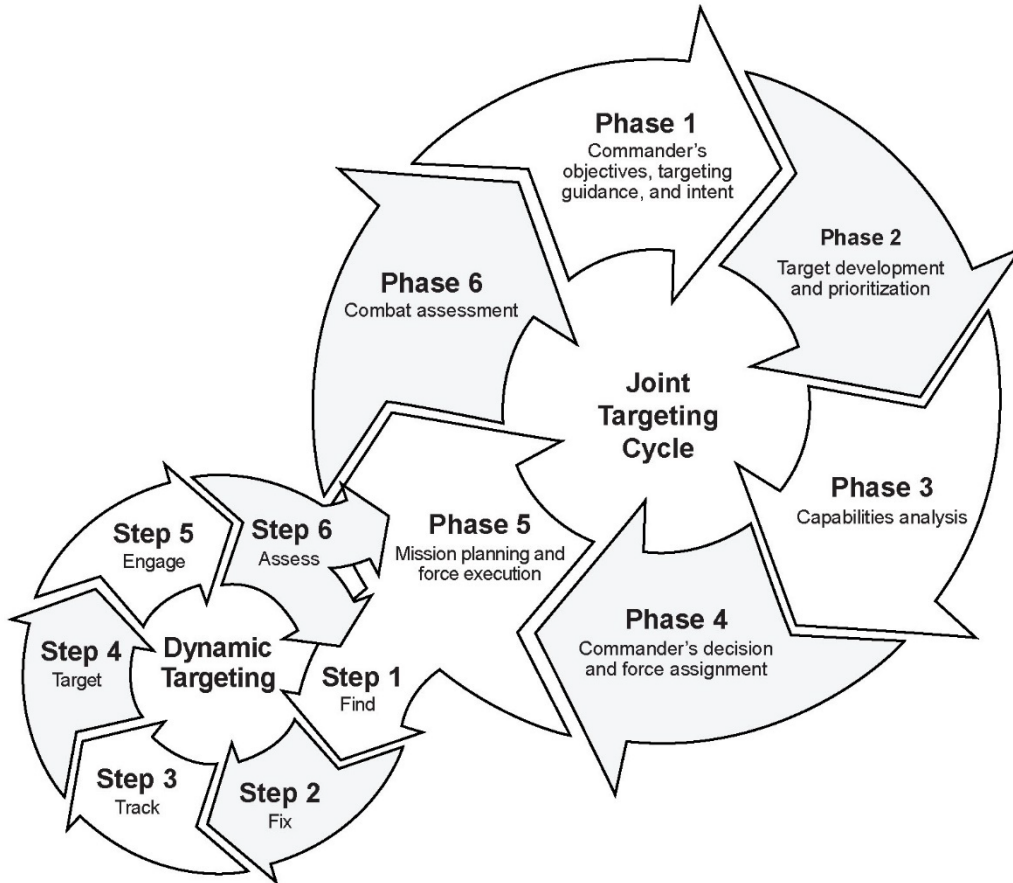 Phase 1
Commander's
objectives, targeting
guidance, and intent
Phase 2
Target development
and prioritization
Phase 3
Capabilities analysis
Phase 4
Commander's decision
and force assignment
Phase 5
Mission planning and
force execution
Phase 6
Combat assessment
Joint
Targeting
Cycle
Step 1
Find
Step 2
Fix
Step 3
Track
Step 4
Target
Step 5
Engage
Step 6
Assess
Dynamic
Targeting